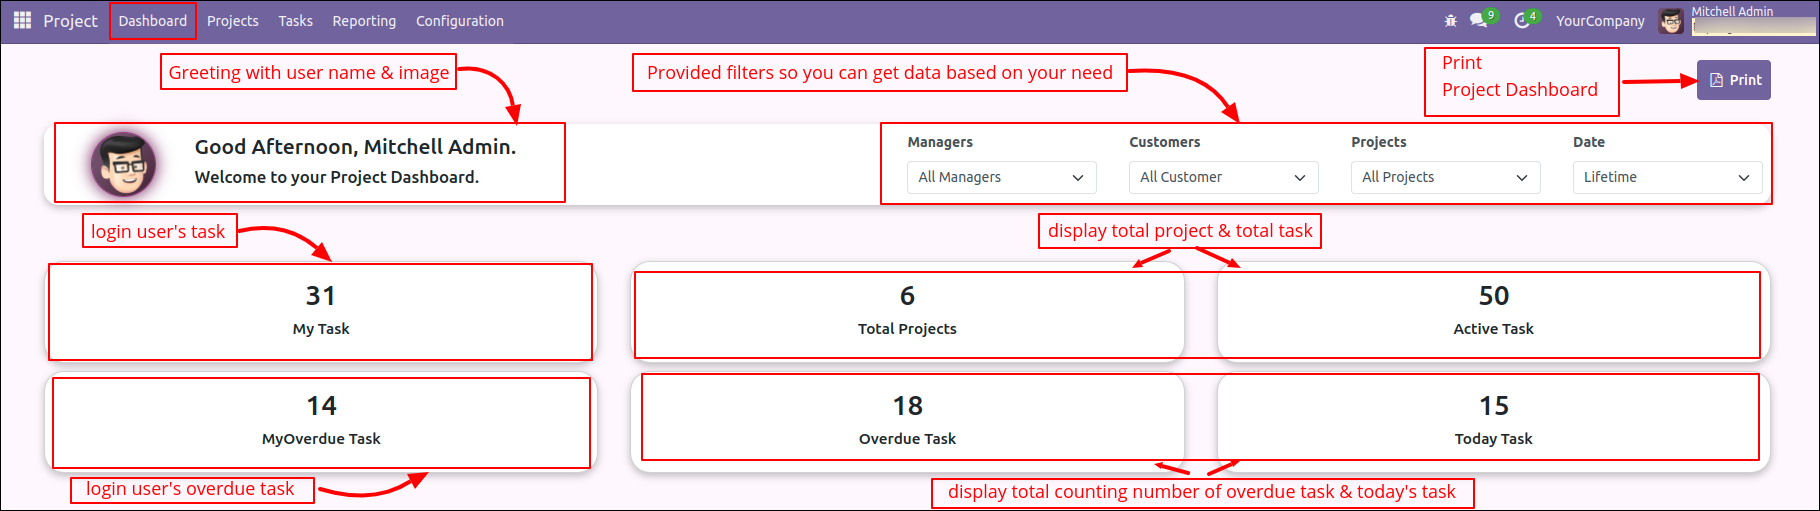 Project Dashboard Projects Tasks Reporting Configuration 9 4 YourCompany Mitchell Admin
Greeting with user name & image
Provided filters so you can get data based on your need
Print
Project Dashboard
Print
Good Afternoon, Mitchell Admin.
Welcome to your Project Dashboard.
Managers Customers Projects Date
All Managers All Customer All Projects Lifetime
login user's task
display total project & total task
31
My Task
6
Total Projects
50
Active Task
14
MyOverdue Task
18
Overdue Task
15
Today Task
login user's overdue task
display total counting number of overdue task & today's task